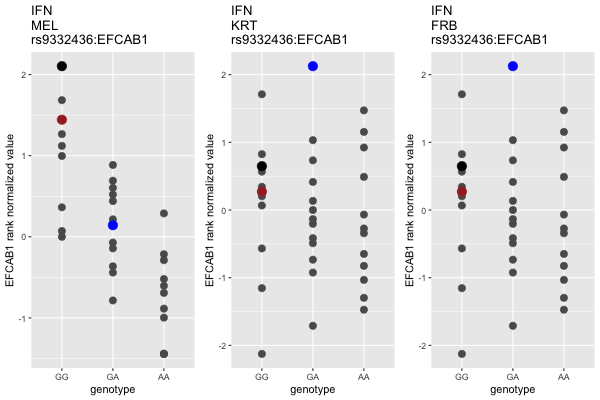 IFN
MEL
rs9332436:EFCAB1
IFN
KRT
rs9332436:EFCAB1
IFN
FRB
rs9332436:EFCAB1
EFCAB1 rank normalized value
2
1
0
-1
GG GA AA
genotype
EFCAB1 rank normalized value
2
1
0
-1
-2
GG GA AA
genotype
EFCAB1 rank normalized value
2
1
0
-1
-2
GG GA AA
genotype